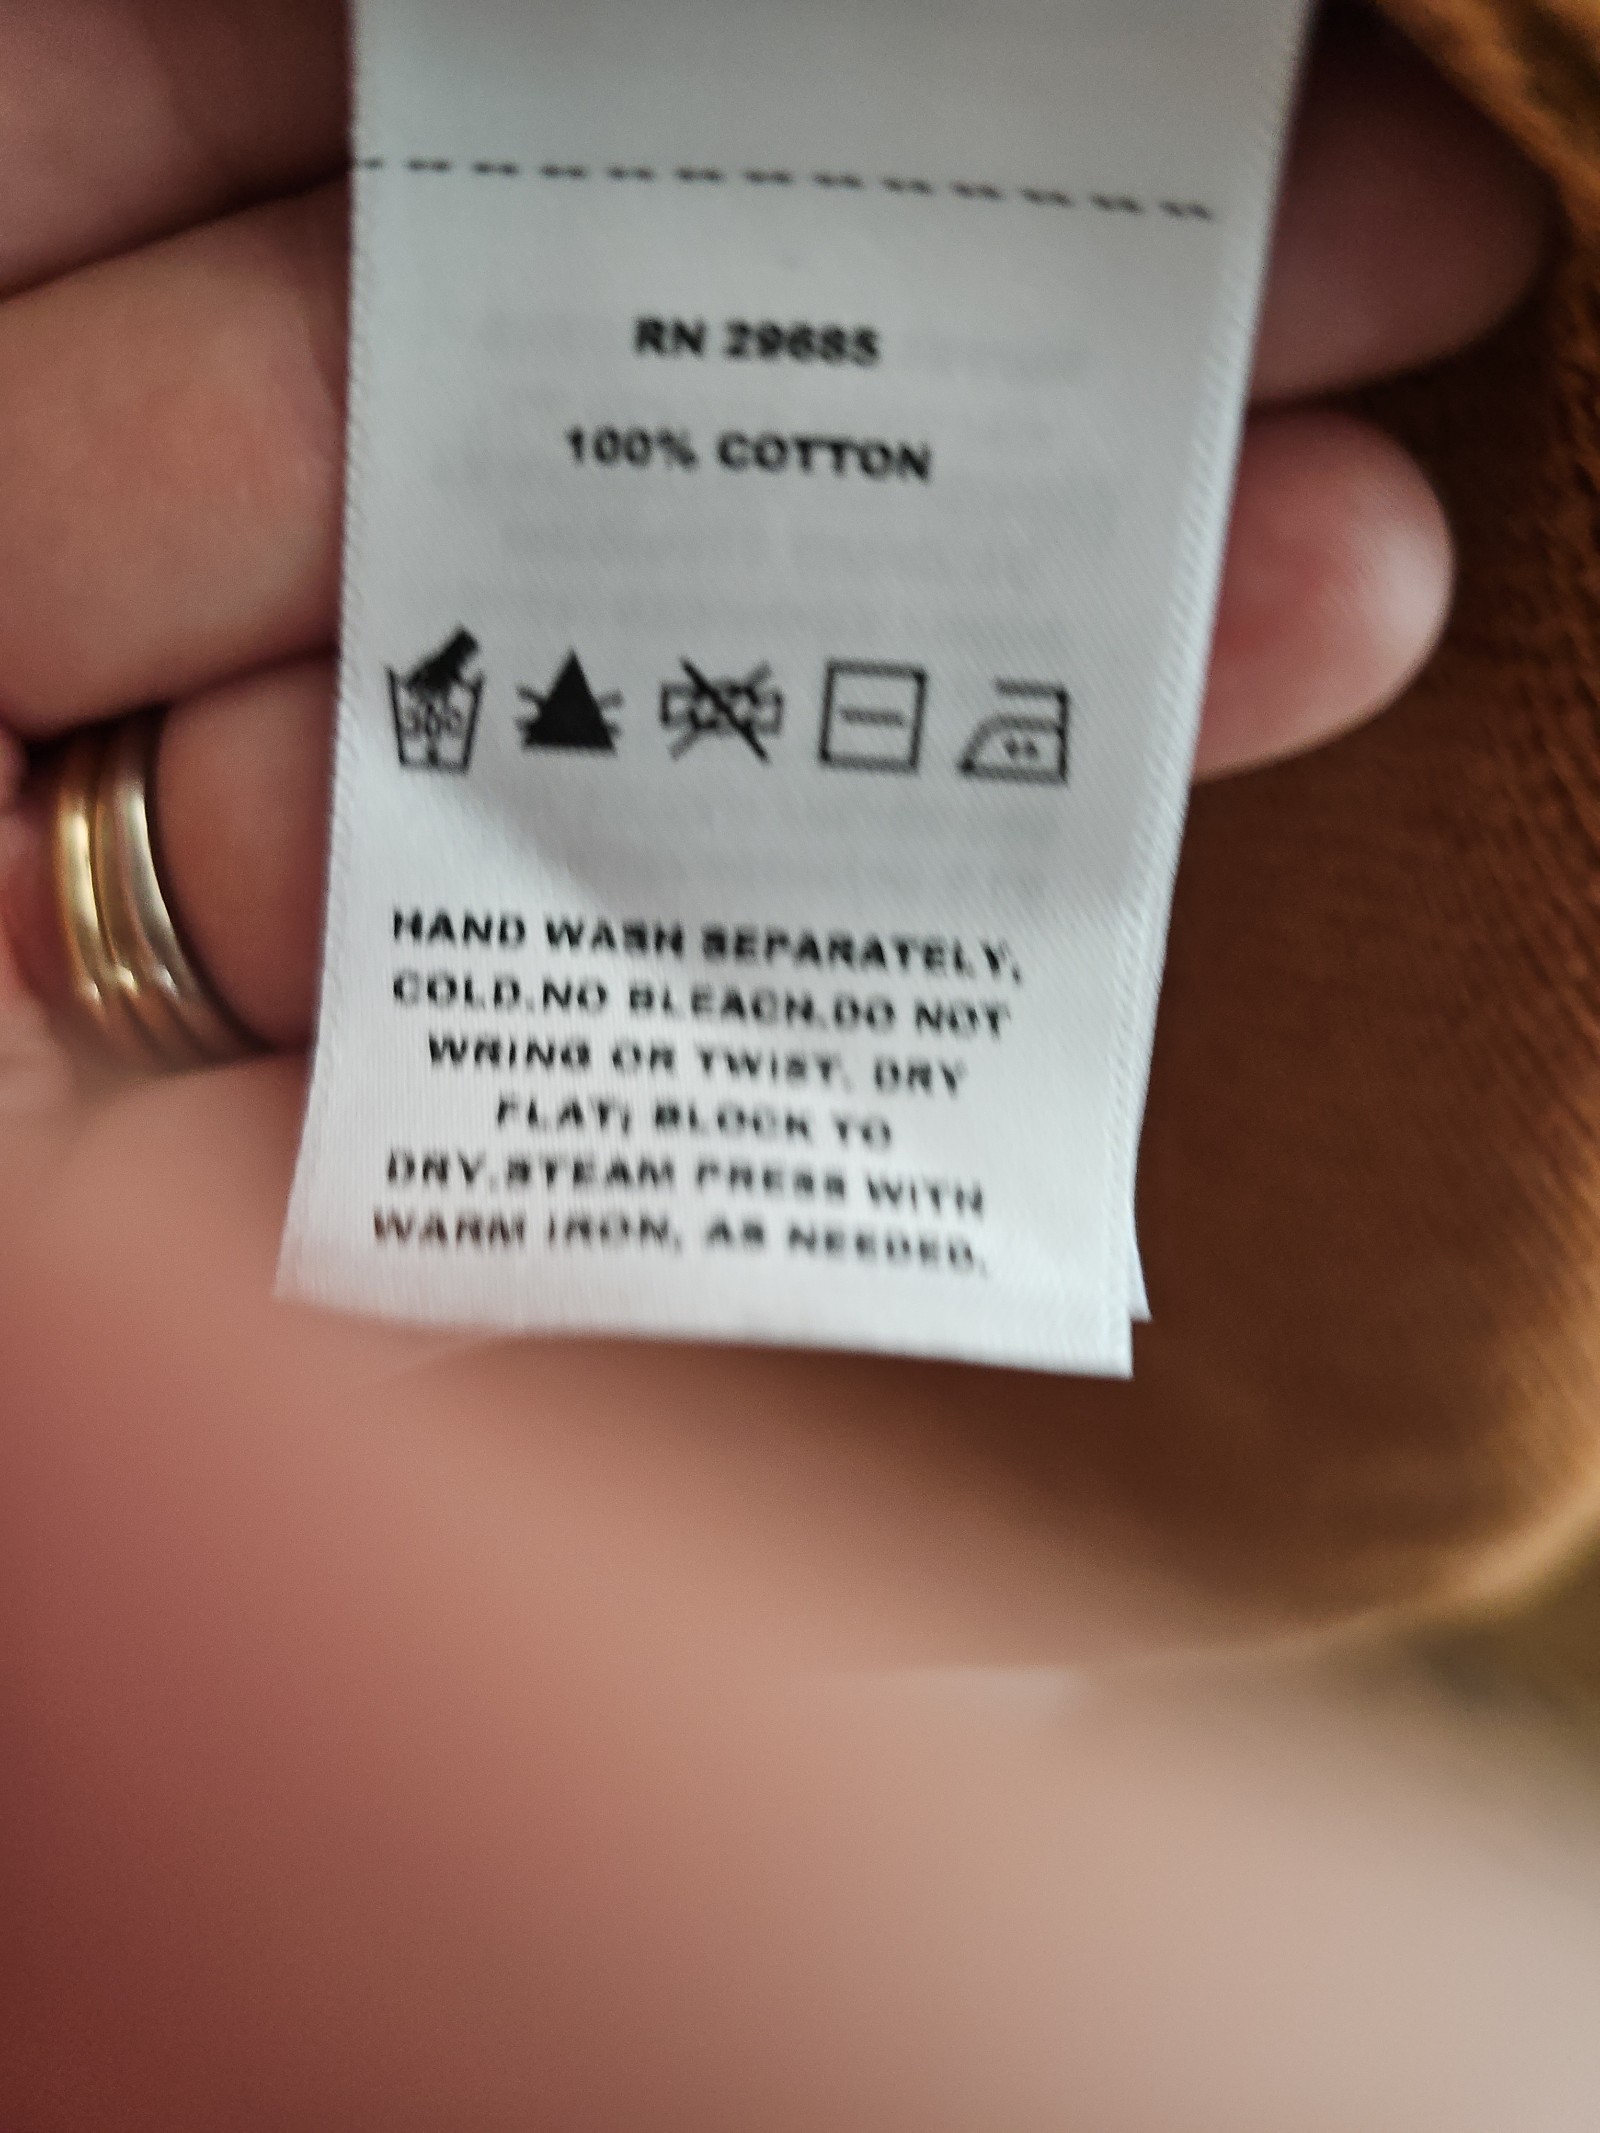 RN 29685
100% COTTON
30C
HAND WASH SEPARATELY,
COLD.NO BLEACH.DO NOT
WRING OR TWIST. DRY
FLAT; BLOCK TO
DRY.STEAM PRESS WITH
WARM IRON, AS NEEDED.